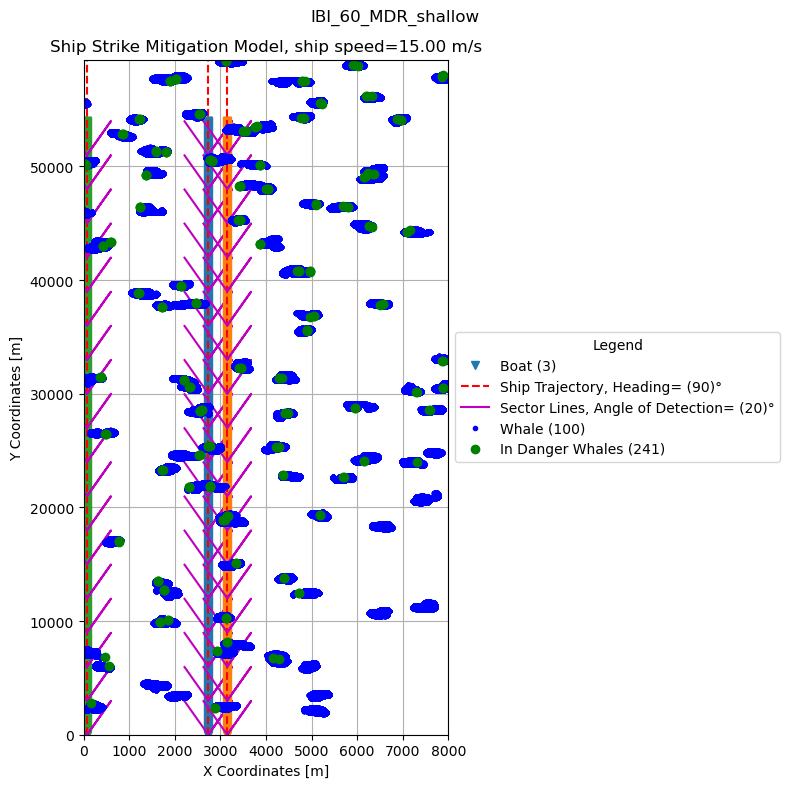 IBI_60_MDR_shallow
Ship Strike Mitigation Model, ship speed=15.00 m/s
50000
40000
30000
20000
10000
0
Y Coordinates [m]
0 1000 2000 3000 4000 5000 6000 7000 8000
X Coordinates [m]
Legend
Boat (3)
Ship Trajectory, Heading= (90)°
Sector Lines, Angle of Detection= (20)°
Whale (100)
In Danger Whales (241)